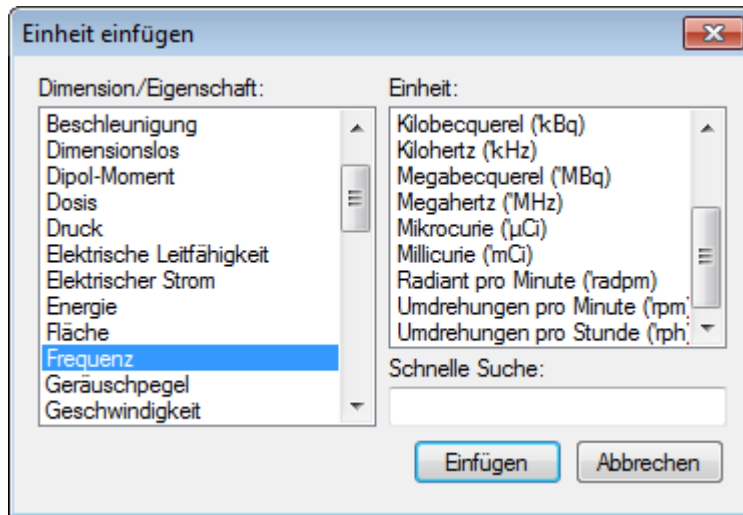 Einheit einfügen
Dimension/Eigenschaft:
Beschleunigung
Dimensionslos
Dipol-Moment
Dosis
Druck
Elektrische Leitfähigkeit
Elektrischer Strom
Energie
Fläche
Frequenz
Geräuschpegel
Geschwindigkeit
Einheit:
Kilobecquerel ('kBq)
Kilohertz ('kHz)
Megabecquerel ('MBq)
Megahertz ('MHz)
Mikrocurie ('µCi)
Millicurie ('mCi)
Radiant pro Minute ('radpm)
Umdrehungen pro Minute ('rpm)
Umdrehungen pro Stunde ('rph)
Schnelle Suche:
Einfügen
Abbrechen